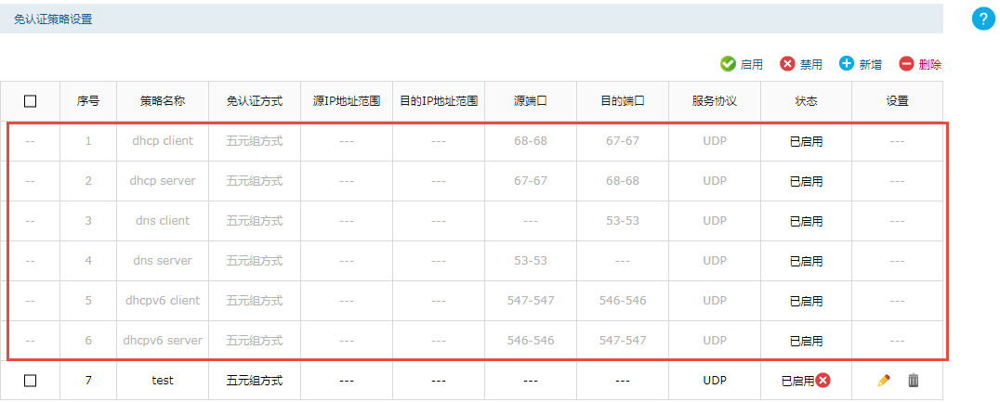 免认证策略设置
?
启用 禁用 新增 删除
序号 策略名称 免认证方式 源IP地址范围 目的IP地址范围 源端口 目的端口 服务协议 状态 设置
-- 1 dhcp client 五元组方式 --- --- 68-68 67-67 UDP 已启用 ---
-- 2 dhcp server 五元组方式 --- --- 67-67 68-68 UDP 已启用 ---
-- 3 dns client 五元组方式 --- --- --- 53-53 UDP 已启用 ---
-- 4 dns server 五元组方式 --- --- 53-53 --- UDP 已启用 ---
-- 5 dhcpv6 client 五元组方式 --- --- 547-547 546-546 UDP 已启用 ---
-- 6 dhcpv6 server 五元组方式 --- --- 546-546 547-547 UDP 已启用 ---
7 test 五元组方式 --- --- --- --- UDP 已启用